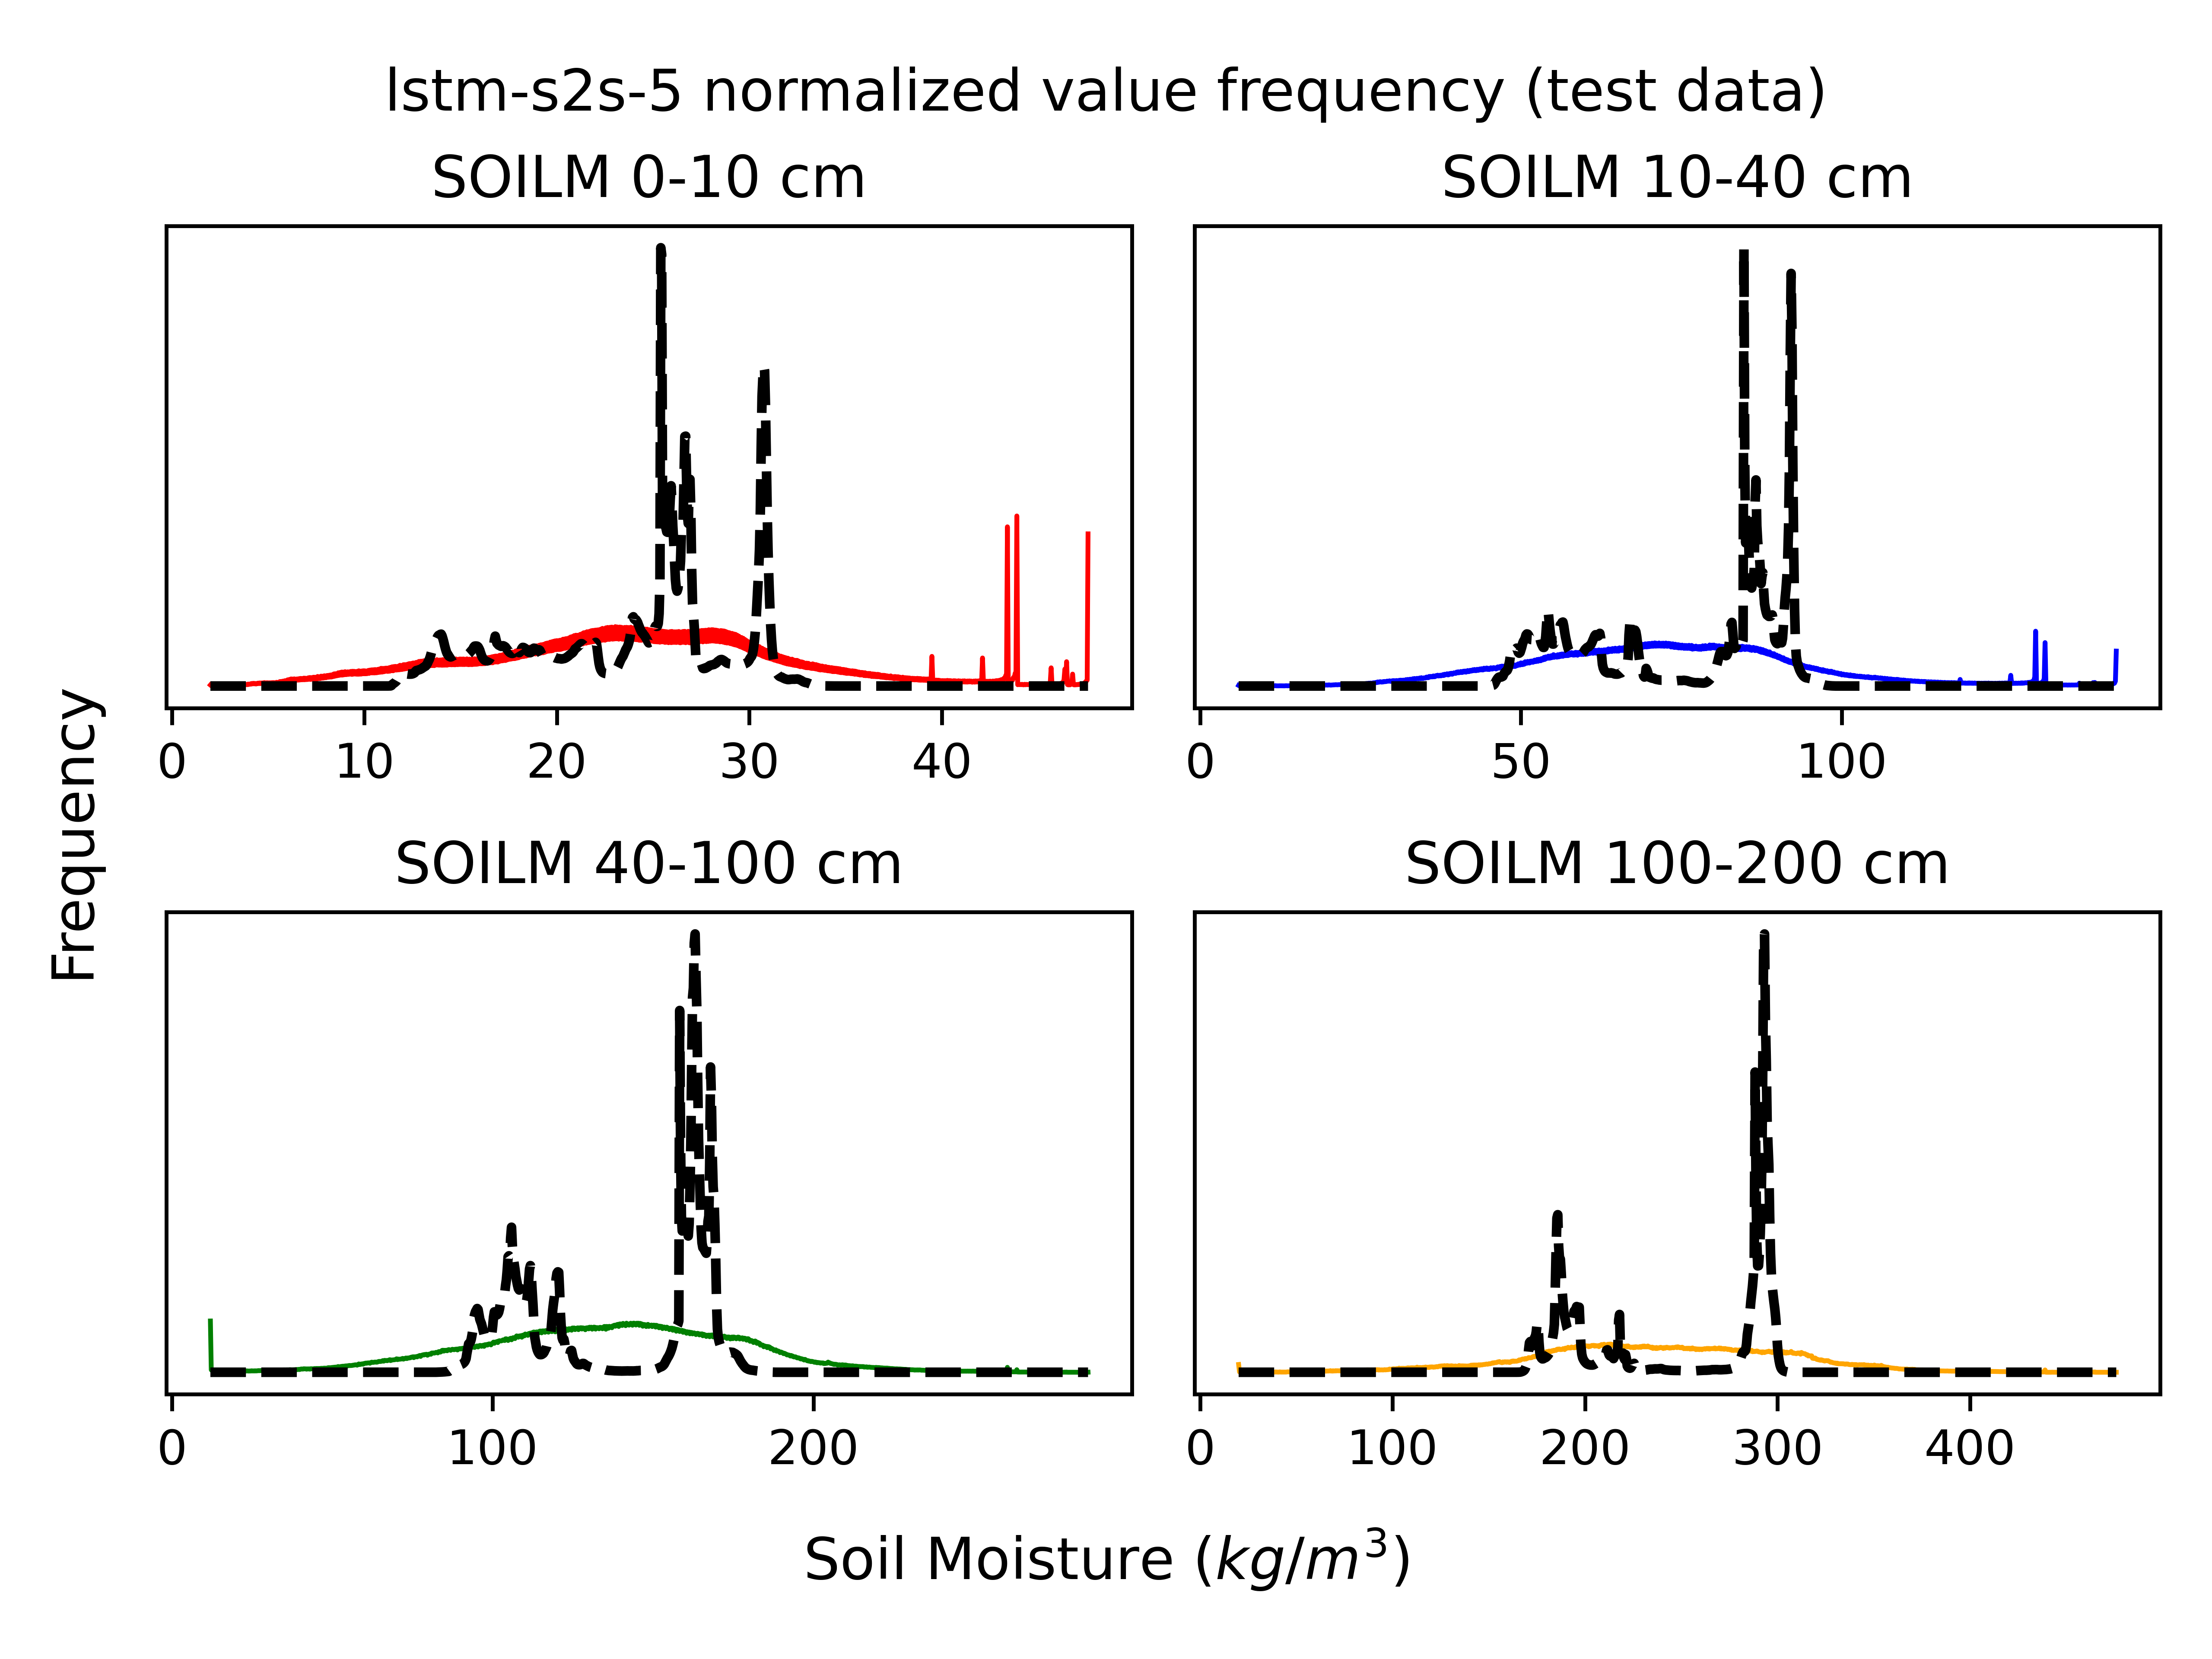 lstm-s2s-5 normalized value frequency (test data)
SOILM 0-10 cm
SOILM 10-40 cm
0 10 20 30 40
0 50 100
Frequency
SOILM 40-100 cm
SOILM 100-200 cm
0 100 200
0 100 200 300 400
Soil Moisture (kg/m³)